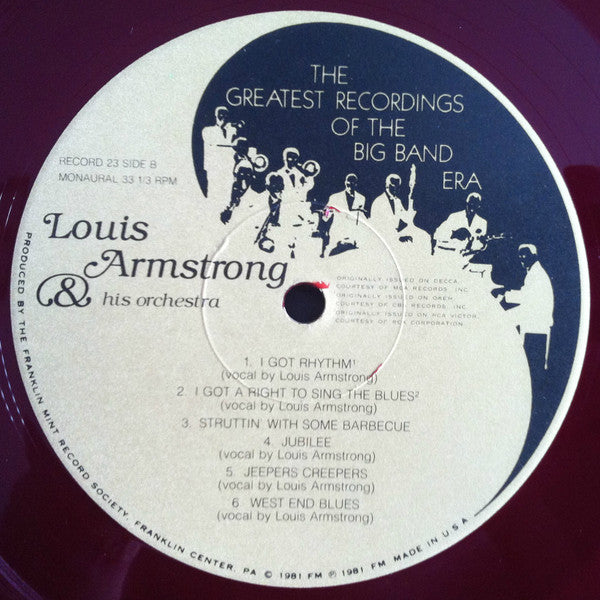 THE
GREATEST RECORDINGS
OF THE
BIG BAND
ERA
RECORD 23 SIDE B
MONAURAL 33 1/3 RPM
Louis
Armstrong
& his orchestra
ORIGINALLY ISSUED ON DECCA,
COURTESY OF MCA RECORDS, INC.
ORIGINALLY ISSUED ON OKEH,
COURTESY OF CBS RECORDS, INC.
ORIGINALLY ISSUED ON RCA VICTOR,
COURTESY OF RCA CORPORATION.
1. I GOT RHYTHM¹
(vocal by Louis Armstrong)
2. I GOT A RIGHT TO SING THE BLUES²
(vocal by Louis Armstrong)
3. STRUTTIN' WITH SOME BARBECUE
4. JUBILEE
(vocal by Louis Armstrong)
5. JEEPERS CREEPERS
(vocal by Louis Armstrong)
6. WEST END BLUES
(vocal by Louis Armstrong)
PRODUCED BY THE FRANKLIN MINT RECORD SOCIETY, FRANKLIN CENTER, PA © 1981 FM ℗ 1981 FM MADE IN U.S.A.